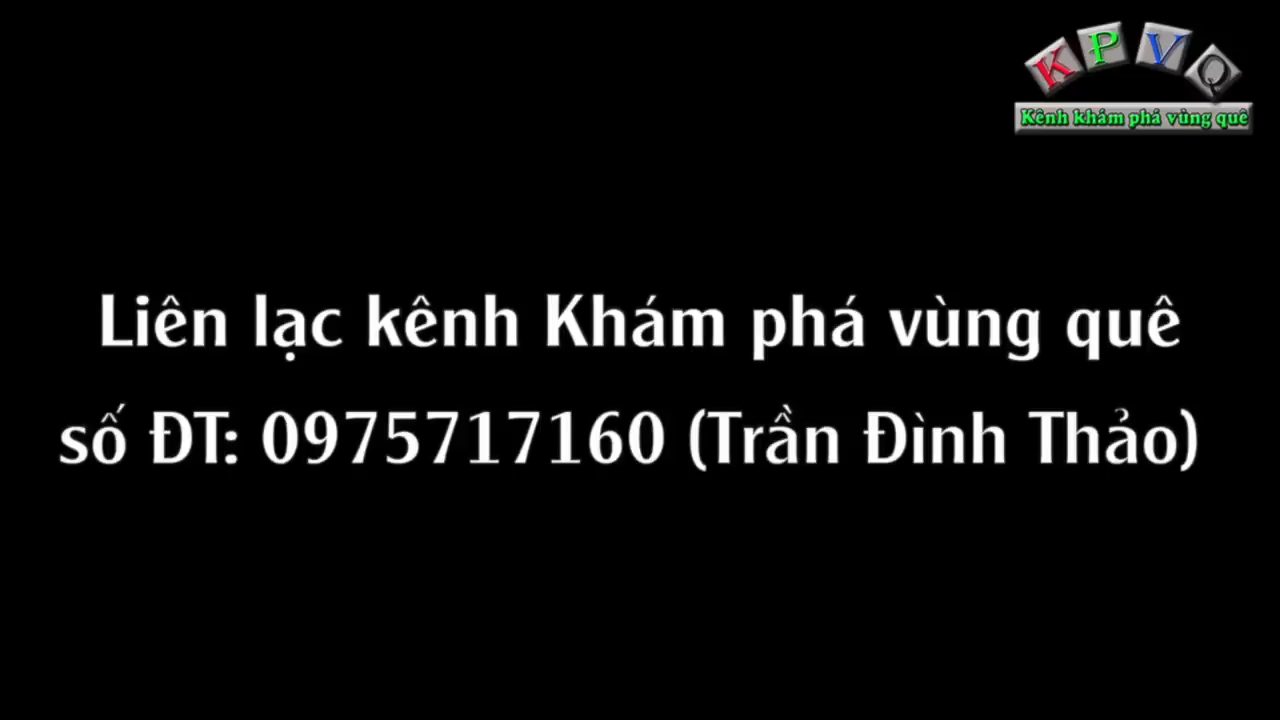 KPVQ
Kênh khám phá vùng quê
Liên lạc kênh Khám phá vùng quê
số ĐT: 0975717160 (Trần Đình Thảo)